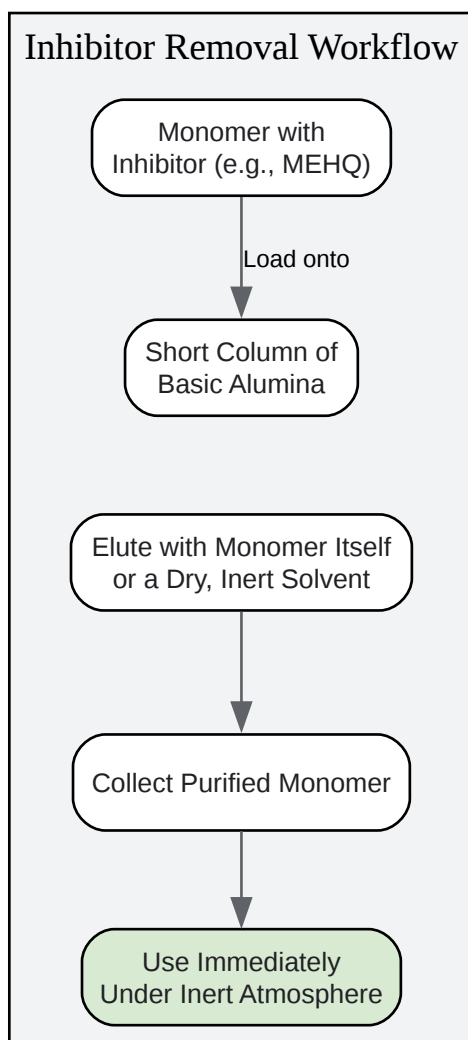 Inhibitor Removal Workflow
Monomer with
Inhibitor (e.g., MEHQ)
Load onto
Short Column of
Basic Alumina
Elute with Monomer Itself
or a Dry, Inert Solvent
Collect Purified Monomer
Use Immediately
Under Inert Atmosphere